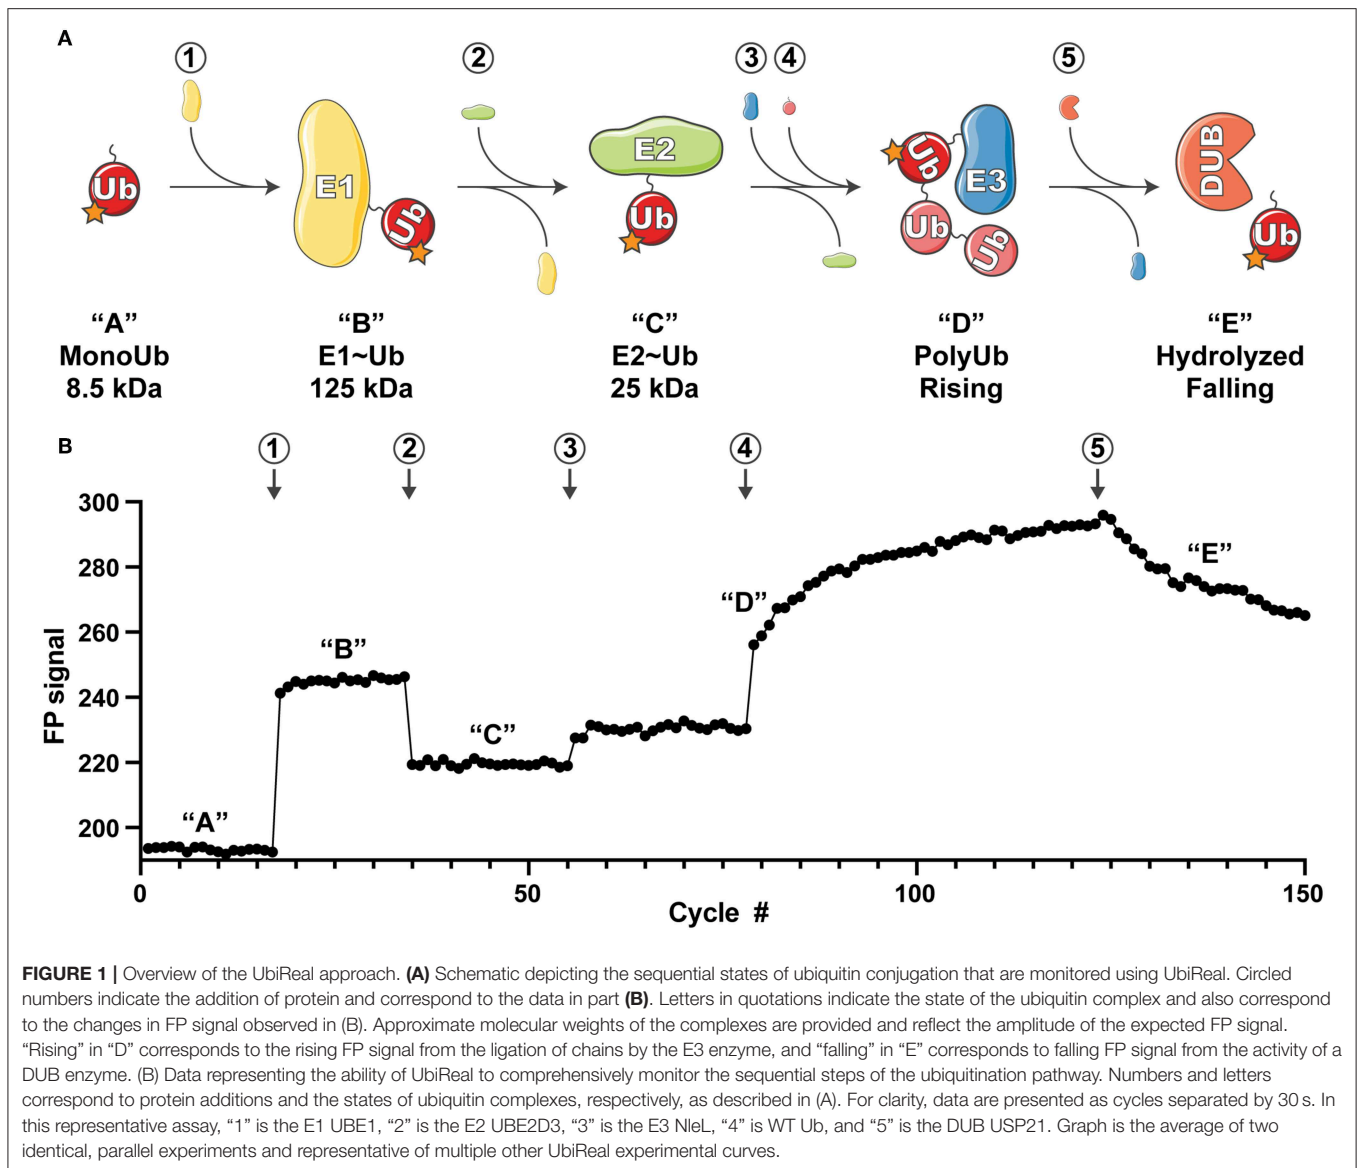 A
1
2
3
4
5
Ub
E1
Ub
E2
Ub
Ub
E3
Ub
Ub
DUB
Ub
“A”
MonoUb
8.5 kDa
“B”
E1~Ub
125 kDa
“C”
E2~Ub
25 kDa
“D”
PolyUb
Rising
“E”
Hydrolyzed
Falling
B
1
2
3
4
5
300
280
260
240
220
200
FP signal
“A”
“B”
“C”
“D”
“E”
0
50
100
150
Cycle #
FIGURE 1 | Overview of the UbiReal approach. (A) Schematic depicting the sequential states of ubiquitin conjugation that are monitored using UbiReal. Circled
numbers indicate the addition of protein and correspond to the data in part (B). Letters in quotations indicate the state of the ubiquitin complex and also correspond
to the changes in FP signal observed in (B). Approximate molecular weights of the complexes are provided and reflect the amplitude of the expected FP signal.
“Rising” in “D” corresponds to the rising FP signal from the ligation of chains by the E3 enzyme, and “falling” in “E” corresponds to falling FP signal from the activity of a
DUB enzyme. (B) Data representing the ability of UbiReal to comprehensively monitor the sequential steps of the ubiquitination pathway. Numbers and letters
correspond to protein additions and the states of ubiquitin complexes, respectively, as described in (A). For clarity, data are presented as cycles separated by 30 s. In
this representative assay, “1” is the E1 UBE1, “2” is the E2 UBE2D3, “3” is the E3 NleL, “4” is WT Ub, and “5” is the DUB USP21. Graph is the average of two
identical, parallel experiments and representative of multiple other UbiReal experimental curves.